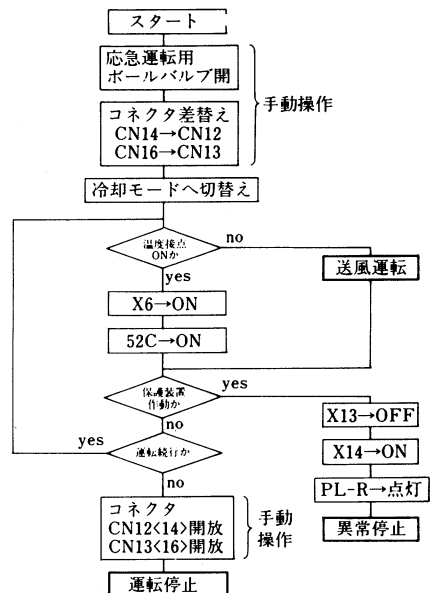 スタート
応急運転用
ボールバルブ開
手動操作
コネクタ差替え
CN14→CN12
CN16→CN13
冷却モードへ切替え
温度接点
ONか
no
yes
送風運転
X6→ON
52C→ON
保護装置
作動か
yes
no
X13→OFF
運転続行か
yes
no
X14→ON
PL-R→点灯
異常停止
コネクタ
CN12<14>開放
CN13<16>開放
手動
操作
運転停止